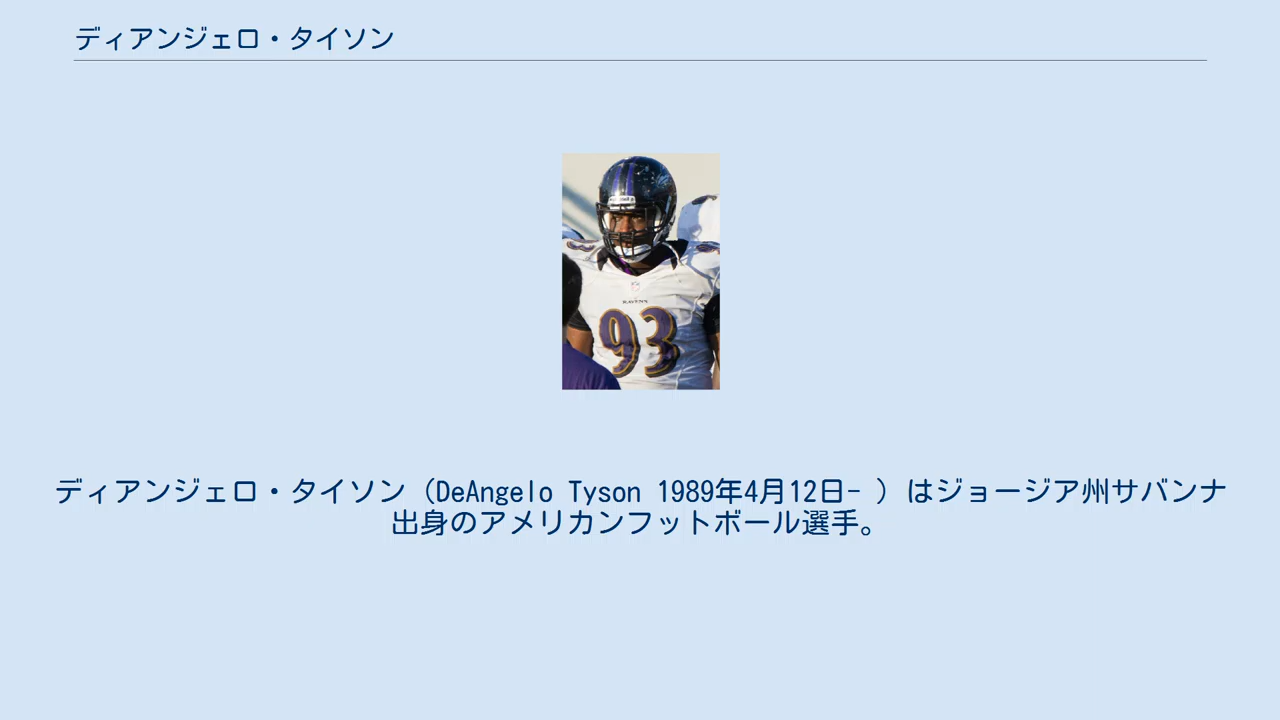 ディアンジェロ・タイソン
RAVENS
93
ディアンジェロ・タイソン（DeAngelo Tyson 1989年4月12日- ）はジョージア州サバンナ
出身のアメリカンフットボール選手。